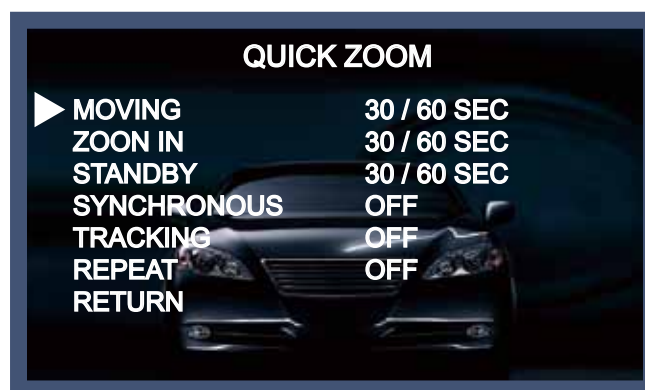 QUICK ZOOM
MOVING 30 / 60 SEC
ZOON IN 30 / 60 SEC
STANDBY 30 / 60 SEC
SYNCHRONOUS OFF
TRACKING OFF
REPEAT OFF
RETURN